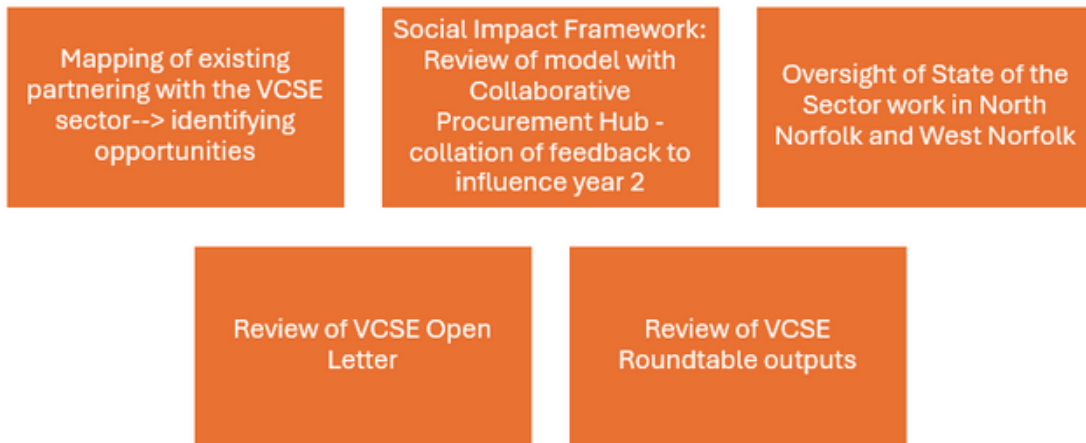 Mapping of existing
partnering with the VCSE
sector--> identifying
opportunities
Social Impact Framework:
Review of model with
Collaborative
Procurement Hub -
collation of feedback to
influence year 2
Oversight of State of the
Sector work in North
Norfolk and West Norfolk
Review of VCSE Open
Letter
Review of VCSE
Roundtable outputs